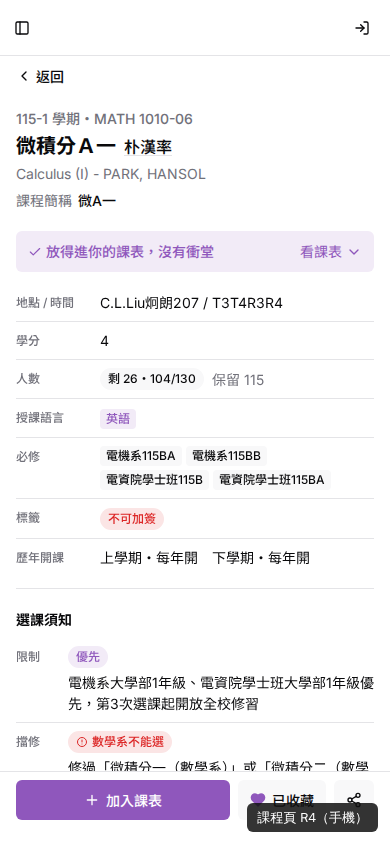 返回
115-1 學期・MATH 1010-06
微積分A一 朴漢率
Calculus (I) - PARK, HANSOL
課程簡稱 微A一
放得進你的課表，沒有衝堂 看課表
地點 / 時間 C.L.Liu炯朗207 / T3T4R3R4
學分 4
人數 剩 26・104/130 保留 115
授課語言 英語
必修 電機系115BA 電機系115BB
電資院學士班115B 電資院學士班115BA
標籤 不可加簽
歷年開課 上學期・每年開 下學期・每年開
選課須知
限制 優先
電機系大學部1年級、電資院學士班大學部1年級優
先，第3次選課起開放全校修習
擋修 數學系不能選
修過「微積分一（數學系）」或「微積分二（數學
加入課表 已收藏
課程頁 R4（手機）